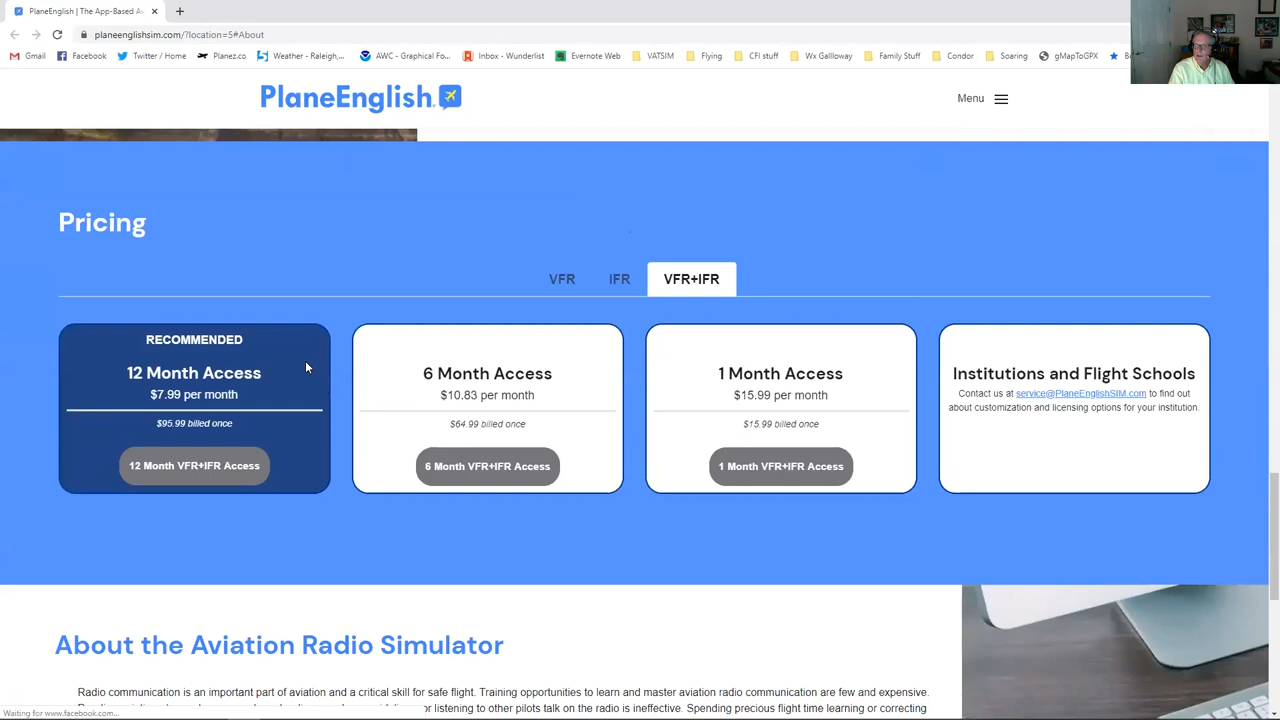 PlaneEnglish | The App-Based A
planeenglishsim.com/?location=5#About
Gmail
Facebook
Twitter / Home
Planez.co
Weather - Raleigh,...
AWC - Graphical Fo...
Inbox - Wunderlist
Evernote Web
VATSIM
Flying
CFI stuff
Wx Gallloway
Family Stuff
Condor
Soaring
gMapToGPX
PlaneEnglish
Menu
Pricing
VFR
IFR
VFR+IFR
RECOMMENDED
12 Month Access
$7.99 per month
$95.99 billed once
12 Month VFR+IFR Access
6 Month Access
$10.83 per month
$64.99 billed once
6 Month VFR+IFR Access
1 Month Access
$15.99 per month
$15.99 billed once
1 Month VFR+IFR Access
Institutions and Flight Schools
Contact us at service@PlaneEnglishSIM.com to find out
about customization and licensing options for your institution.
About the Aviation Radio Simulator
Radio communication is an important part of aviation and a critical skill for safe flight. Training opportunities to learn and master aviation radio communication are few and expensive.
or listening to other pilots talk on the radio is ineffective. Spending precious flight time learning or correcting
Waiting for www.facebook.com...